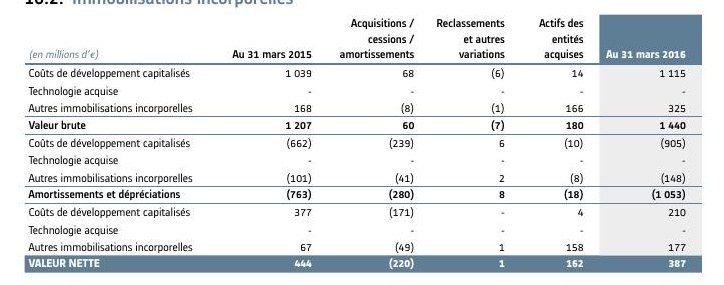 10.2. Immobilisations incorporelles
(en millions d'€) Au 31 mars 2015 Acquisitions / cessions / amortissements Reclassements et autres variations Actifs des entités acquises Au 31 mars 2016
Coûts de développement capitalisés 1 039 68 (6) 14 1 115
Technologie acquise - - - - -
Autres immobilisations incorporelles 168 (8) (1) 166 325
Valeur brute 1 207 60 (7) 180 1 440
Coûts de développement capitalisés (662) (239) 6 (10) (905)
Technologie acquise - - - - -
Autres immobilisations incorporelles (101) (41) 2 (8) (148)
Amortissements et dépréciations (763) (280) 8 (18) (1 053)
Coûts de développement capitalisés 377 (171) - 4 210
Technologie acquise - - - - -
Autres immobilisations incorporelles 67 (49) 1 158 177
VALEUR NETTE 444 (220) 1 162 387